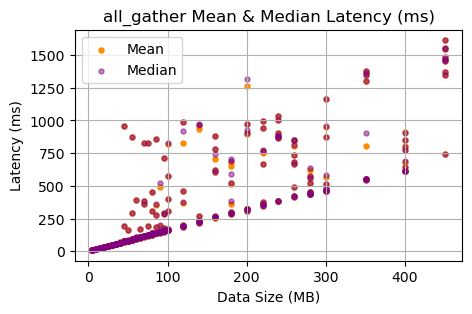 all_gather Mean & Median Latency (ms)
Mean
Median
Latency (ms)
1500
1250
1000
750
500
250
0
0 100 200 300 400
Data Size (MB)